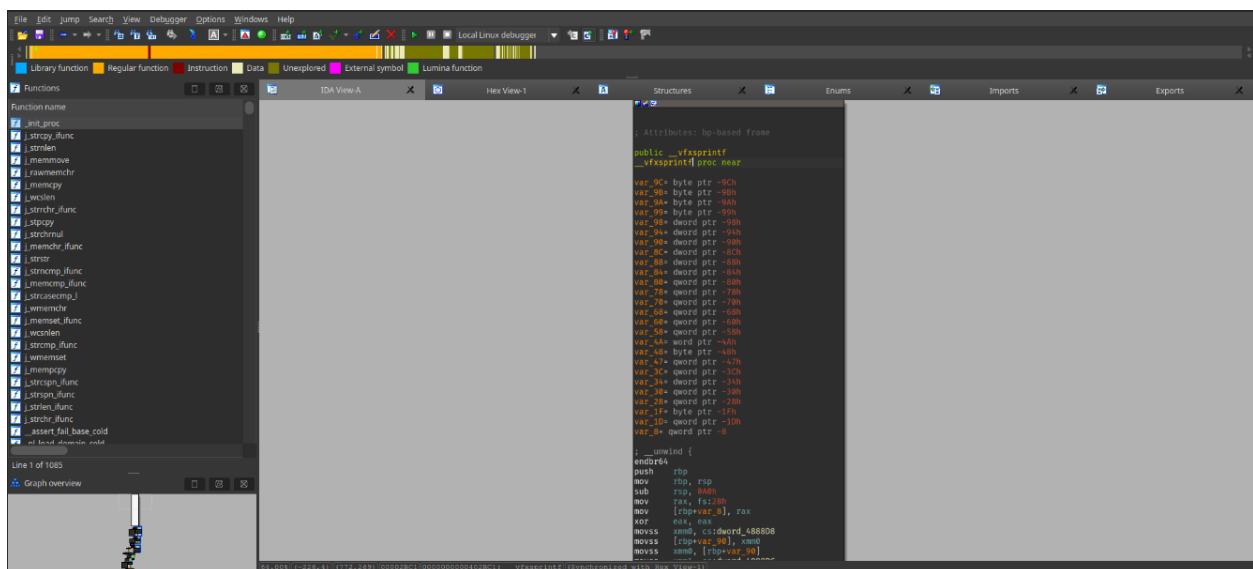 File Edit Jump Search View Debugger Options Windows Help
Local Linux debugger
Library function Regular function Instruction Data Unexplored External symbol Lumina function
Functions
IDA View-A Hex View-1 Structures Enums Imports Exports
Function name
_init_proc
j_strcpy_ifunc
j_strnlen
j_memmove
j_rawmemchr
j_memcpy
j_wcslen
j_strrchr_ifunc
j_stpcpy
j_strchrnul
j_memchr_ifunc
j_strstr
j_strncmp_ifunc
j_memcmp_ifunc
j_strcasecmp_l
j_wmemchr
j_memset_ifunc
j_wcsnlen
j_strcmp_ifunc
j_wmemset
j_mempcpy
j_strcspn_ifunc
j_strspn_ifunc
j_strlen_ifunc
j_strchr_ifunc
__assert_fail_base_cold
Line 1 of 1085
Graph overview
; Attributes: bp-based frame
public __vfxsprintf
__vfxsprintf proc near
var_9C= byte ptr -9Ch
var_9B= byte ptr -9Bh
var_9A= byte ptr -9Ah
var_99= byte ptr -99h
var_98= dword ptr -98h
var_94= dword ptr -94h
var_90= dword ptr -90h
var_8C= dword ptr -8Ch
var_88= dword ptr -88h
var_84= dword ptr -84h
var_80= qword ptr -80h
var_78= qword ptr -78h
var_70= qword ptr -70h
var_68= qword ptr -68h
var_60= qword ptr -60h
var_58= qword ptr -58h
var_4A= word ptr -4Ah
var_48= byte ptr -48h
var_47= qword ptr -47h
var_3C= qword ptr -3Ch
var_34= dword ptr -34h
var_30= qword ptr -30h
var_28= qword ptr -28h
var_1F= byte ptr -1Fh
var_1D= qword ptr -1Dh
var_8= qword ptr -8
; __unwind {
endbr64
push rbp
mov rbp, rsp
sub rsp, 0A0h
mov rax, fs:28h
mov [rbp+var_8], rax
xor eax, eax
movss xmm0, cs:dword_4888D8
movss [rbp+var_90], xmm0
movss xmm0, [rbp+var_90]